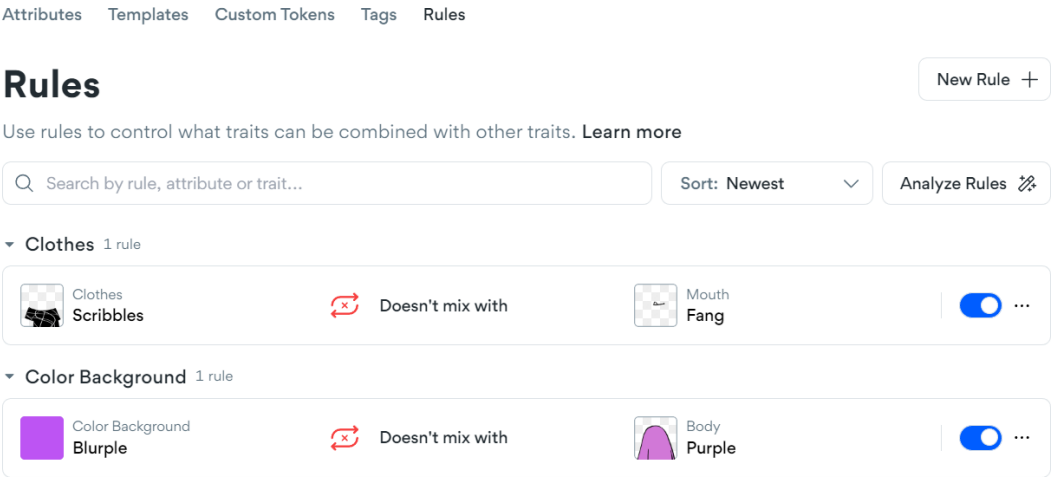 Attributes Templates Custom Tokens Tags Rules
Rules
New Rule
Use rules to control what traits can be combined with other traits. Learn more
Search by rule, attribute or trait...
Sort: Newest
Analyze Rules
Clothes 1 rule
Clothes
Scribbles
Doesn't mix with
Mouth
Fang
Color Background 1 rule
Color Background
Blurple
Doesn't mix with
Body
Purple